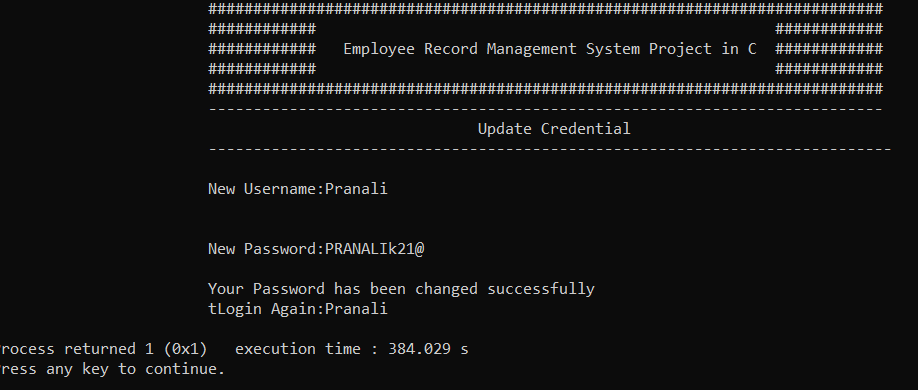 ###########################################################################
############ ############
############ Employee Record Management System Project in C ############
############ ############
###########################################################################
---------------------------------------------------------------------------
Update Credential
----------------------------------------------------------------------------
New Username:Pranali
New Password:PRANALIk21@
Your Password has been changed successfully
tLogin Again:Pranali
rocess returned 1 (0x1) execution time : 384.029 s
ress any key to continue.